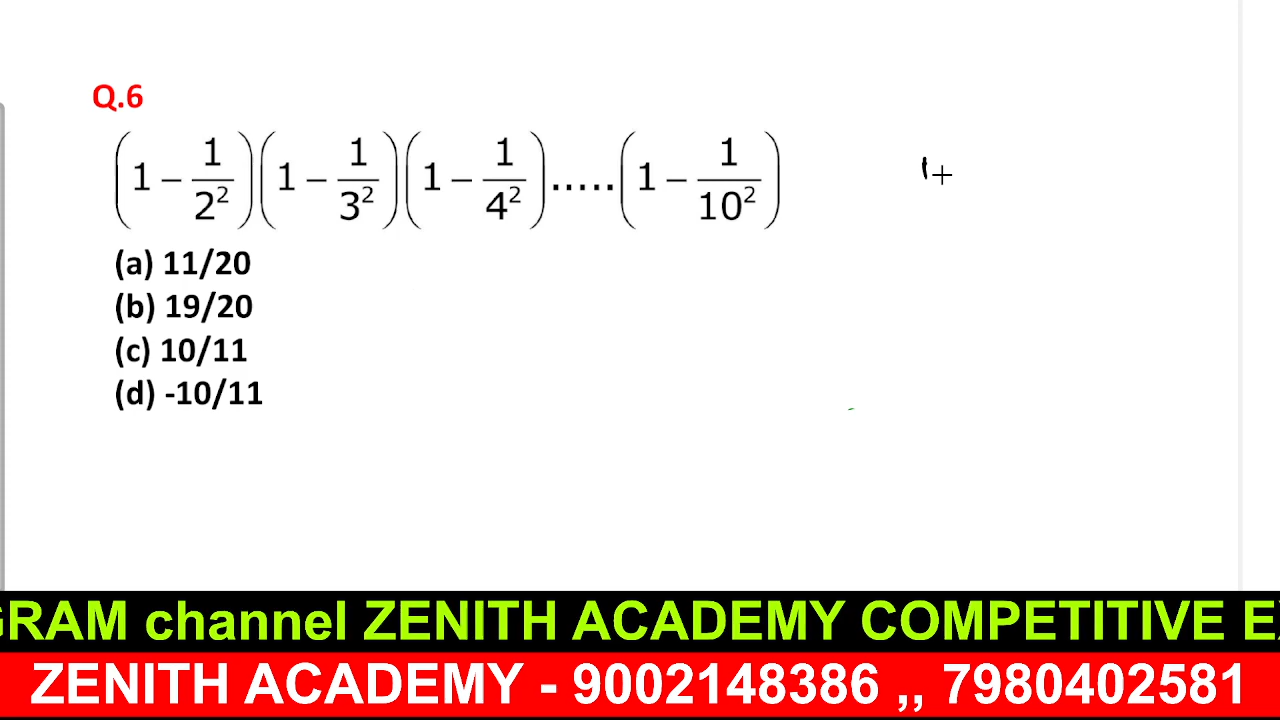 Q.6
(1 − 1/2²)(1 − 1/3²)(1 − 1/4²).....(1 − 1/10²)
(a) 11/20
(b) 19/20
(c) 10/11
(d) -10/11
GRAM channel ZENITH ACADEMY COMPETITIVE E
ZENITH ACADEMY - 9002148386 ,, 7980402581